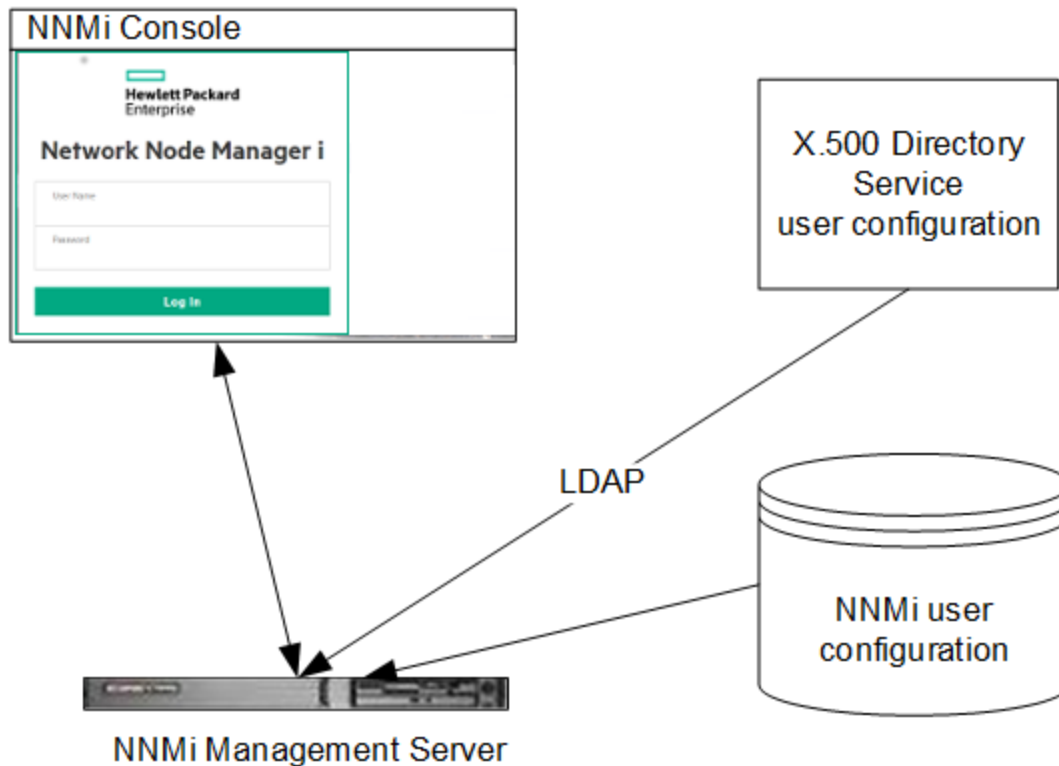 NNMi Console
Hewlett Packard
Enterprise
Network Node Manager i
User Name
Password
Log In
X.500 Directory
Service
user configuration
LDAP
NNMi user
configuration
NNMi Management Server